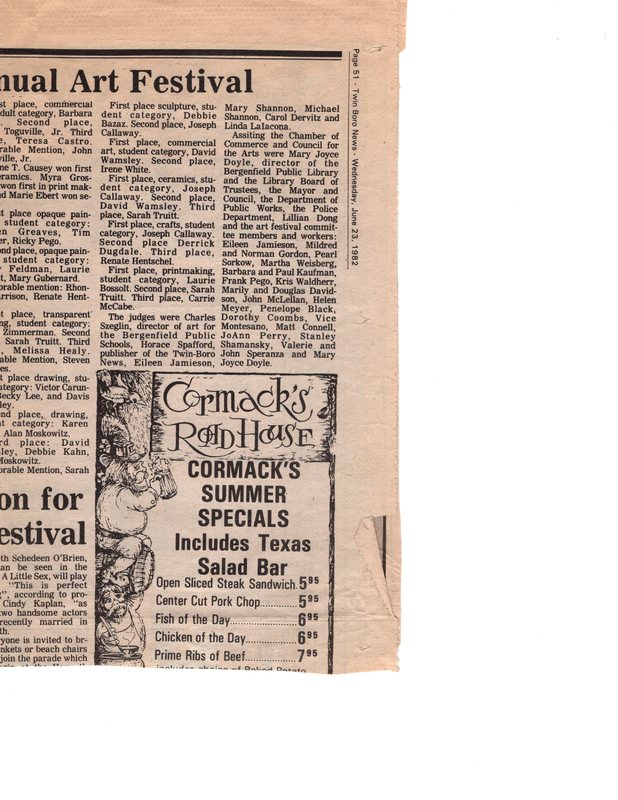 nual Art Festival
st place, commercial
dult category, Barbara
. Second place,
Toguville, Jr. Third
e, Teresa Castro.
rable Mention, John
ville, Jr.
ne T. Causey won first
eramics. Myra Gros-
won first in print mak-
nd Marie Ebert won se-
st place opaque pain-
student category:
en Greaves, Tim
er, Ricky Pego.
ond place, opaque pain-
student category:
y Feldman, Laurie
t, Mary Gubernard.
orable mention: Rhon-
arrison, Renate Hent-
st place, transparent
ng, student category:
Zimmerman. Second
Sarah Truitt. Third
, Melissa Healy.
able Mention, Steven
es.
t place drawing, stu-
ategory: Victor Carun-
Becky Lee, and Davis
ley.
nd place, drawing,
nt category: Karen
Alan Moskowitz.
rd place: David
sley, Debbie Kahn,
Moskowitz.
orable Mention, Sarah
First place sculpture, stu-
dent category, Debbie
Bazaz. Second place, Joseph
Callaway.
First place, commercial
art, student category, David
Wamsley. Second place,
Irene White.
First place, ceramics, stu-
dent category, Joseph
Callaway. Second place,
David Wamsley. Third
place, Sarah Truitt.
First place, crafts, student
category, Joseph Callaway.
Second place Derrick
Dugdale. Third place,
Renate Hentschel.
First place, printmaking,
student category, Laurie
Bossolt. Second place, Sarah
Truitt. Third place, Carrie
McCabe.
The judges were Charles
Szeglin, director of art for
the Bergenfield Public
Schools, Horace Spafford,
publisher of the Twin-Boro
News, Eileen Jamieson,
Mary Shannon, Michael
Shannon, Carol Dervitz and
Linda LaIacona.
Assiting the Chamber of
Commerce and Council for
the Arts were Mary Joyce
Doyle, director of the
Bergenfield Public Library
and the Library Board of
Trustees, the Mayor and
Council, the Department of
Public Works, the Police
Department, Lillian Dong
and the art festival commit-
tee members and workers:
Eileen Jamieson, Mildred
and Norman Gordon, Pearl
Sorkow, Martha Weisberg,
Barbara and Paul Kaufman,
Frank Pego, Kris Waldherr,
Marily and Douglas David-
son, John McLellan, Helen
Meyer, Penelope Black,
Dorothy Coombs, Vice
Montesano, Matt Connell,
JoAnn Perry, Stanley
Shamansky, Valerie and
John Speranza and Mary
Joyce Doyle.
Page 51 - Twin Boro News - Wednesday, June 23, 1982
on for
estival
th Schedeen O'Brien,
an be seen in the
A Little Sex, will play
"This is perfect
t", according to pro-
Cindy Kaplan, "as
two handsome actors
recently married in
th.
yone is invited to br-
nkets or beach chairs
join the parade which
Cormack's
Road House
CORMACK'S
SUMMER
SPECIALS
Includes Texas
Salad Bar
Open Sliced Steak Sandwich. 5 95
Center Cut Pork Chop........... 5 95
Fish of the Day..................... 6 95
Chicken of the Day............... 6 95
Prime Ribs of Beef................ 7 95
includes choice of Baked Potato